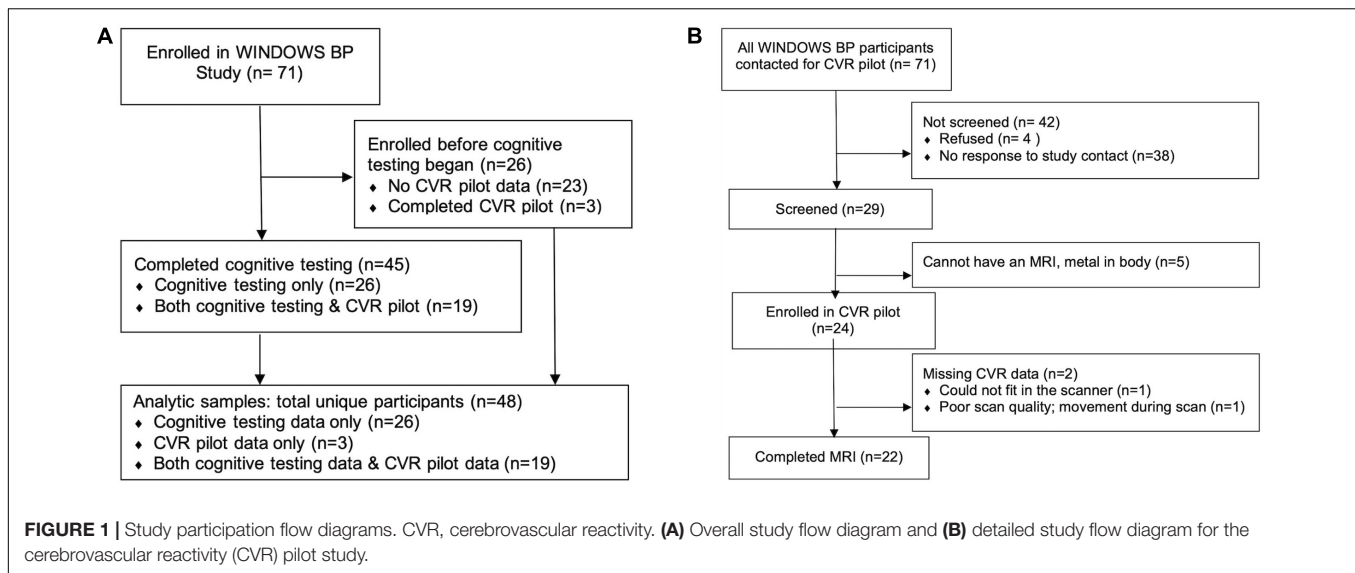 A
Enrolled in WINDOWS BP
Study (n= 71)
Enrolled before cognitive
testing began (n=26)
♦ No CVR pilot data (n=23)
♦ Completed CVR pilot (n=3)
Completed cognitive testing (n=45)
♦ Cognitive testing only (n=26)
♦ Both cognitive testing & CVR pilot (n=19)
Analytic samples: total unique participants (n=48)
♦ Cognitive testing data only (n=26)
♦ CVR pilot data only (n=3)
♦ Both cognitive testing data & CVR pilot data (n=19)
B
All WINDOWS BP participants
contacted for CVR pilot (n= 71)
Not screened (n= 42)
♦ Refused (n= 4 )
♦ No response to study contact (n=38)
Screened (n=29)
Cannot have an MRI, metal in body (n=5)
Enrolled in CVR pilot
(n=24)
Missing CVR data (n=2)
♦ Could not fit in the scanner (n=1)
♦ Poor scan quality; movement during scan (n=1)
Completed MRI (n=22)
FIGURE 1 | Study participation flow diagrams. CVR, cerebrovascular reactivity. (A) Overall study flow diagram and (B) detailed study flow diagram for the
cerebrovascular reactivity (CVR) pilot study.